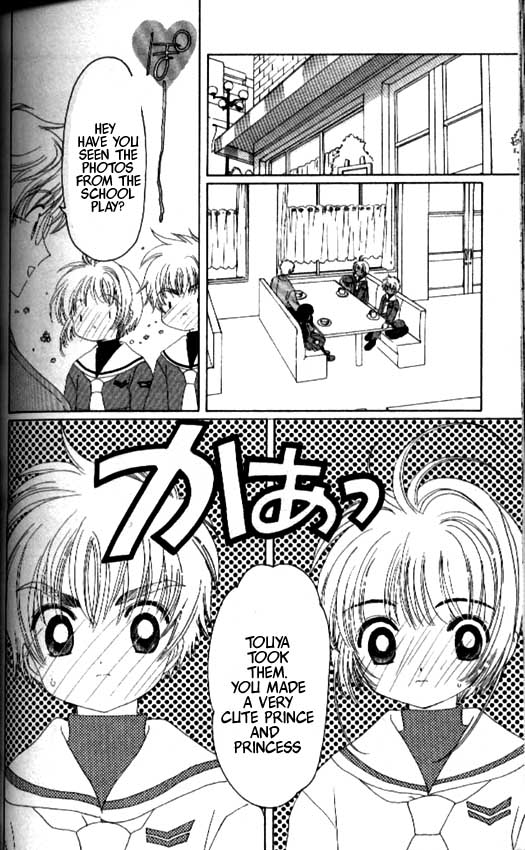 ぽ
HEY
HAVE YOU
SEEN THE
PHOTOS
FROM THE
SCHOOL
PLAY?
かあっ
TOUYA
TOOK
THEM.
YOU MADE
A VERY
CUTE PRINCE
AND
PRINCESS